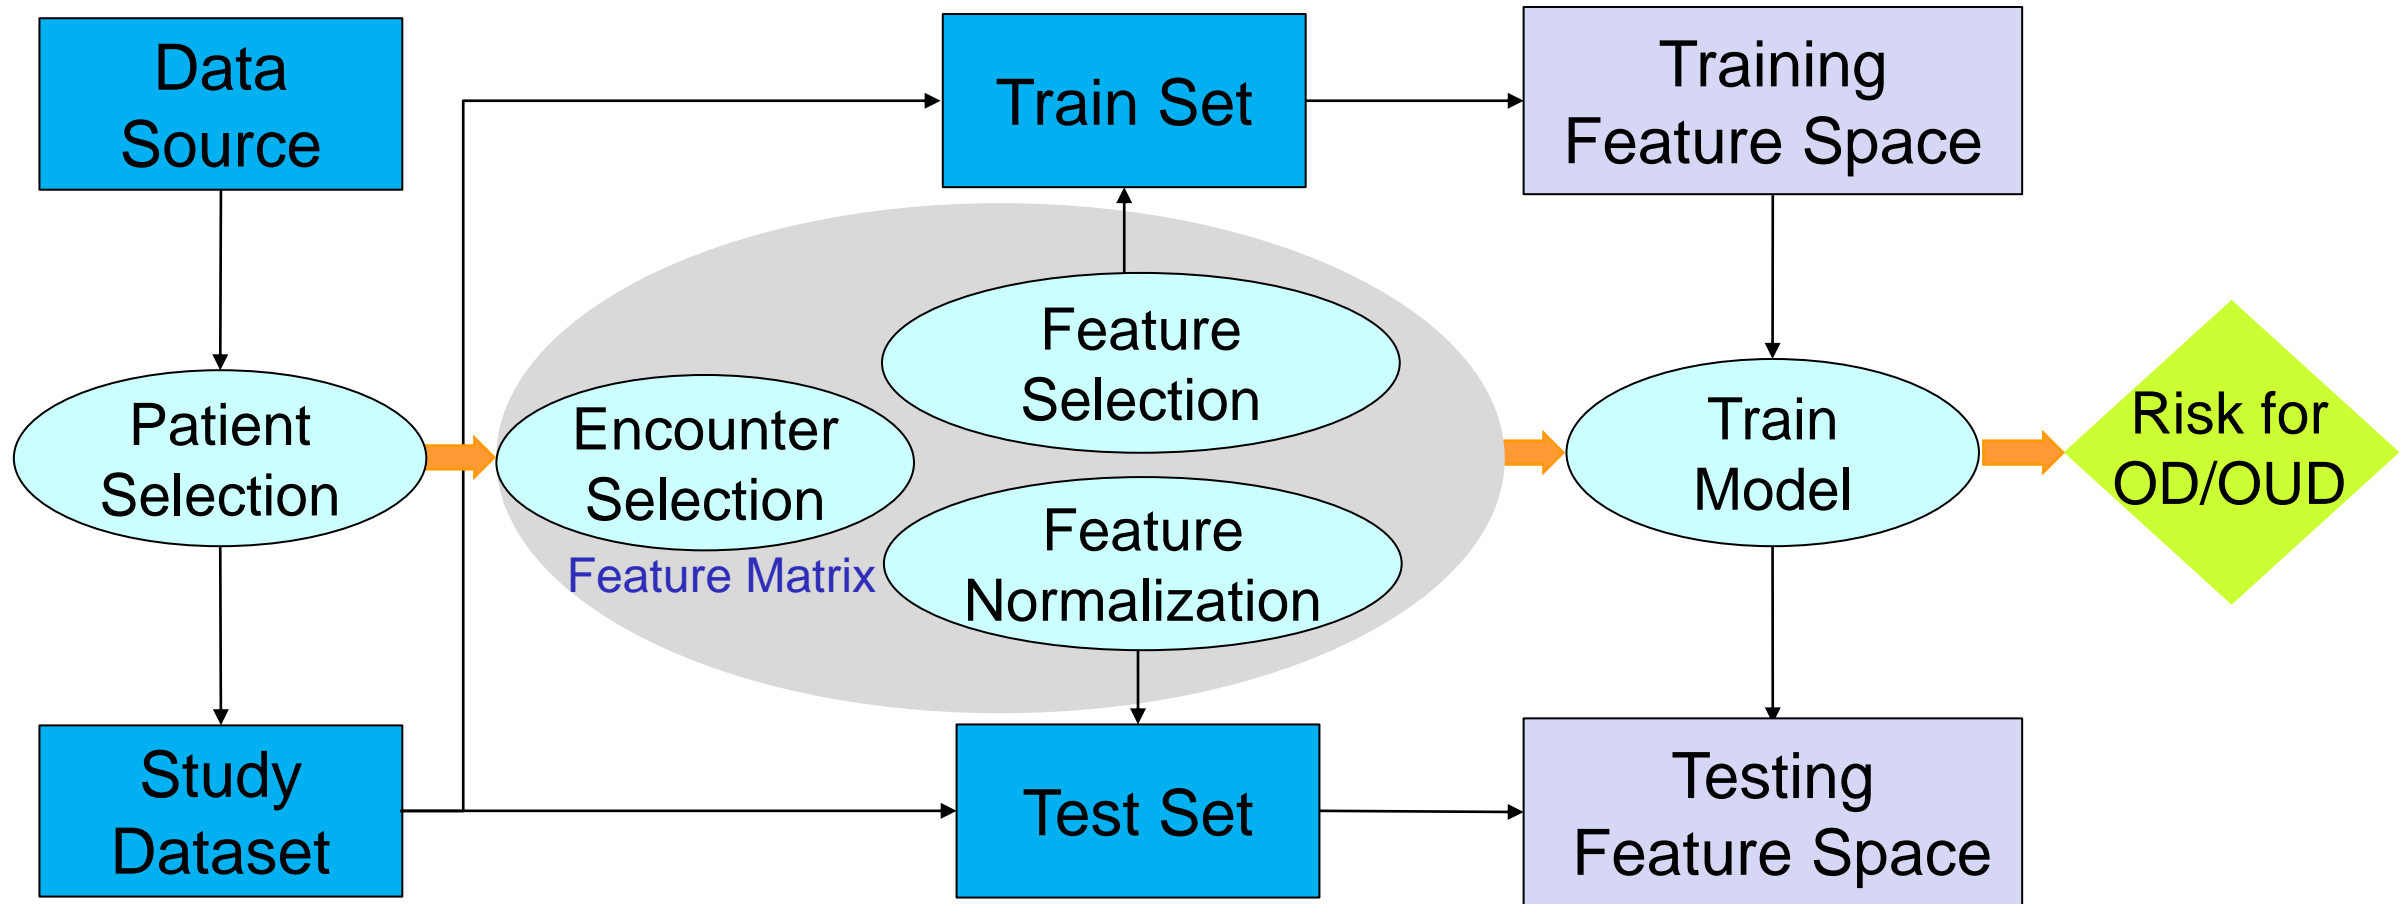 Data
Source
Train Set
Training
Feature Space
Patient
Selection
Encounter
Selection
Feature Matrix
Feature
Selection
Feature
Normalization
Train
Model
Risk for
OD/OUD
Study
Dataset
Test Set
Testing
Feature Space